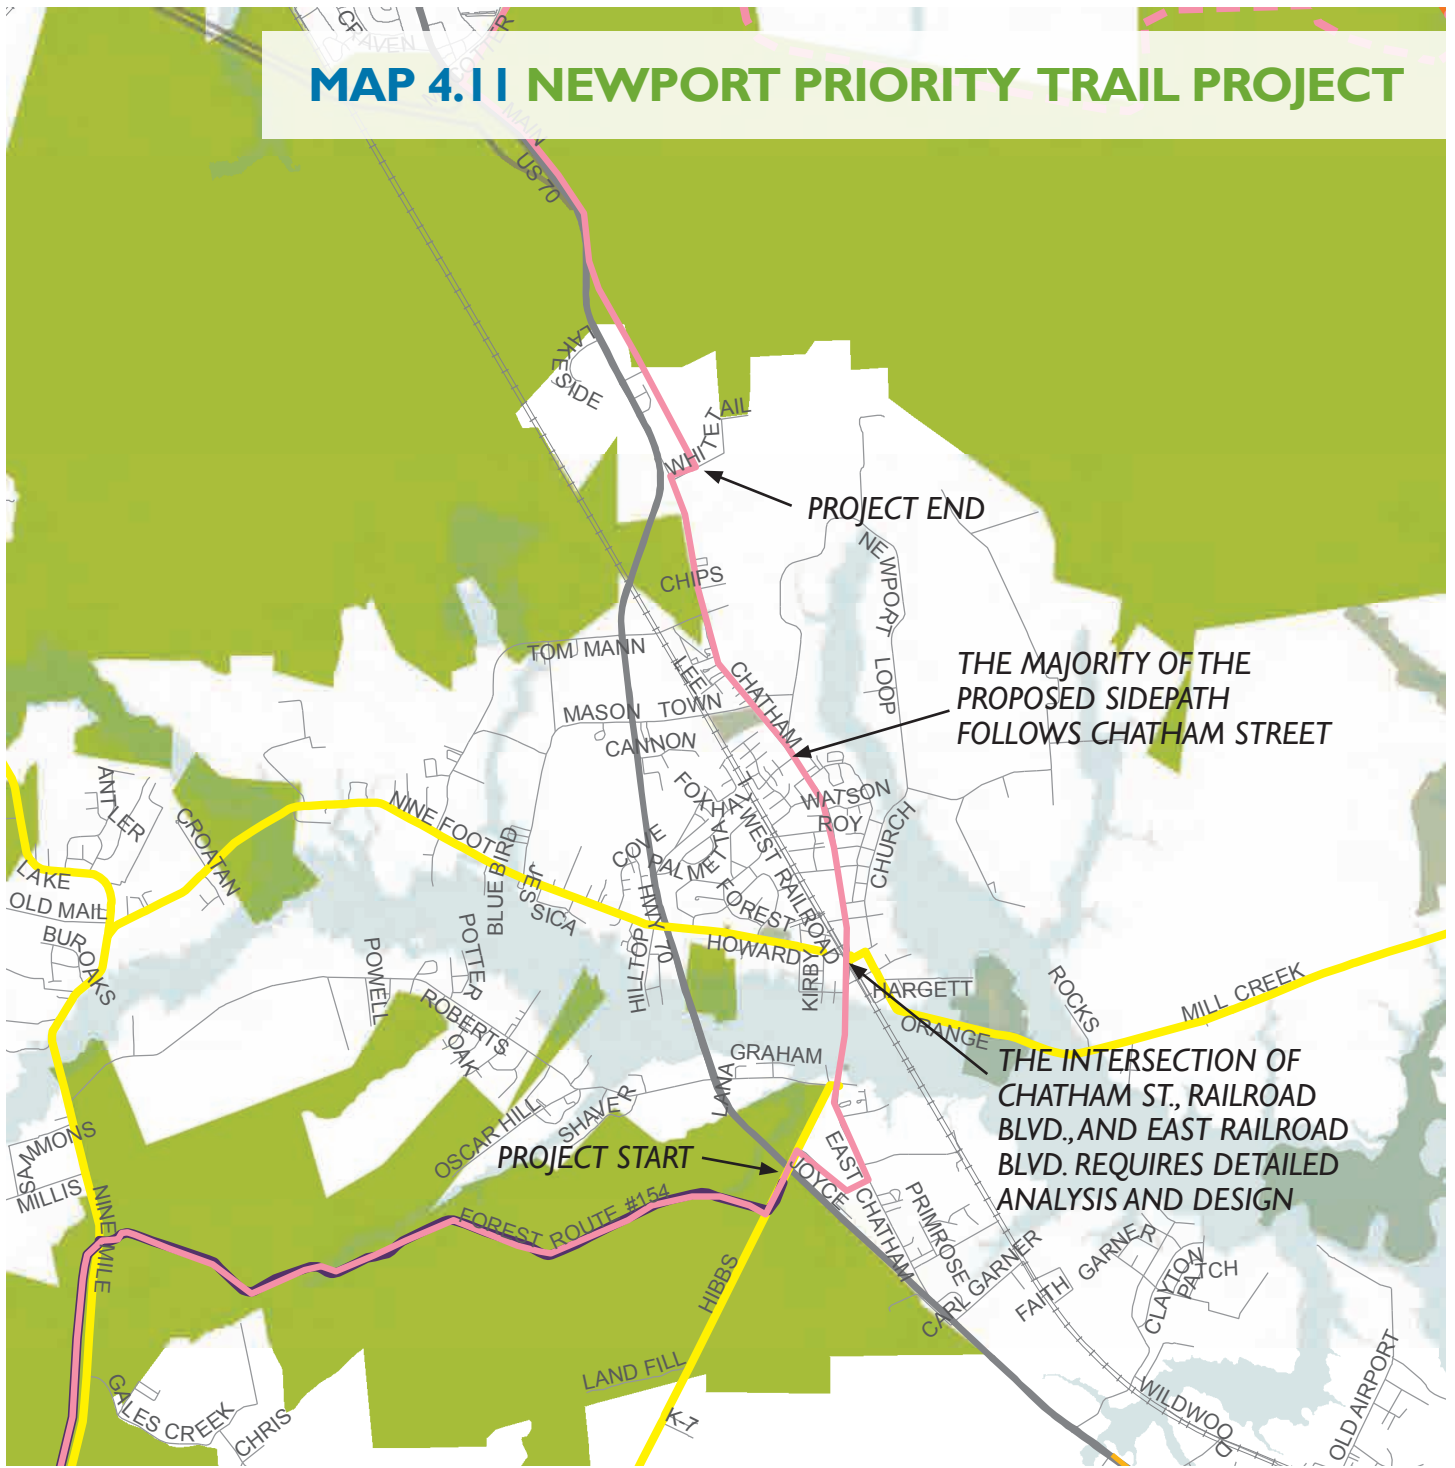 CRAVEN
COTTER
MAP 4.11 NEWPORT PRIORITY TRAIL PROJECT
MAIN
US 70
LAKESIDE
WHITETAIL
PROJECT END
NEWPORT LOOP
CHIPS
TOM MANN
LEE
CHATHAM
THE MAJORITY OF THE
PROPOSED SIDEPATH
FOLLOWS CHATHAM STREET
MASON TOWN
CANNON
ANTLER
CROATAN
NINE FOOT
BLUE BIRD
JESSICA
FOXHALL
WATSON
ROY
CHURCH
COVE
PALMETTA
FOREST
WEST RAILROAD
LAKE
OLD MAIL
BUR OAKS
POWELL
POTTER
ROBERTS
OAK
HILLTOP
HWY 70
HOWARD
KIRBY
HARGETT
ORANGE
ROCKS
MILL CREEK
GRAHAM
LANA
THE INTERSECTION OF
CHATHAM ST., RAILROAD
BLVD., AND EAST RAILROAD
BLVD. REQUIRES DETAILED
ANALYSIS AND DESIGN
SAMMONS
MILLIS
NINE MILE
OSCAR HILL
SHAVER
PROJECT START
JOYCE
EAST CHATHAM
PRIMROSE
FOREST ROUTE #154
HIBBS
CARL GARNER
FAITH
GARNER
CLAYTON
PATCH
LAND FILL
K-7
GALES CREEK
CHRIS
WILDWOOD
OLD AIRPORT